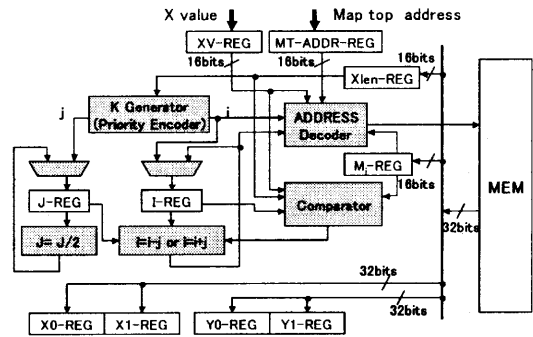 X value
Map top address
XV-REG
MT-ADDR-REG
16bits
16bits
16bits
Xlen-REG
j
K Generator
(Priority Encoder)
i
ADDRESS
Decoder
Mi-REG
16bits
MEM
J-REG
I-REG
Comparator
32bits
J= J/2
i=i-j or i=i+j
32bits
32bits
X0-REG
X1-REG
Y0-REG
Y1-REG